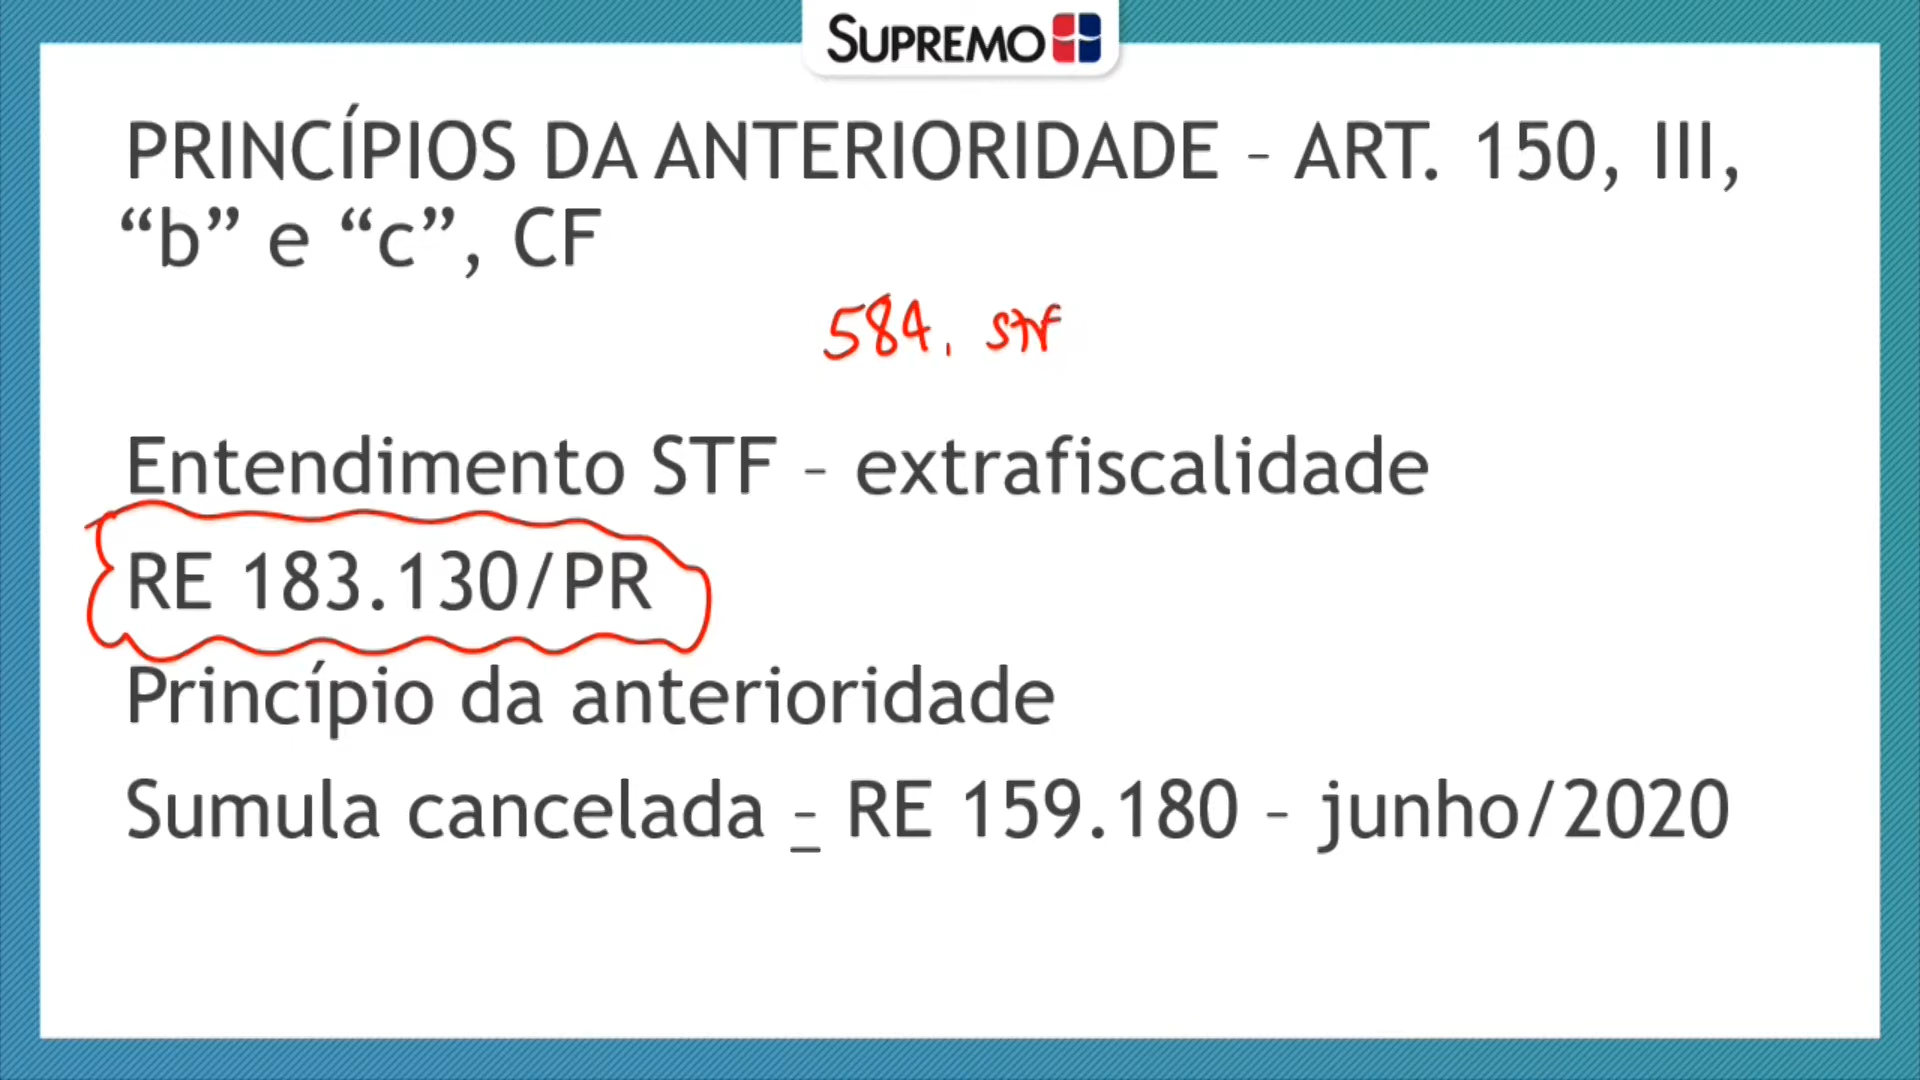 SUPREMO
PRINCÍPIOS DA ANTERIORIDADE – ART. 150, III,
“b” e “c”, CF
584. stf
Entendimento STF – extrafiscalidade
RE 183.130/PR
Princípio da anterioridade
Sumula cancelada – RE 159.180 – junho/2020